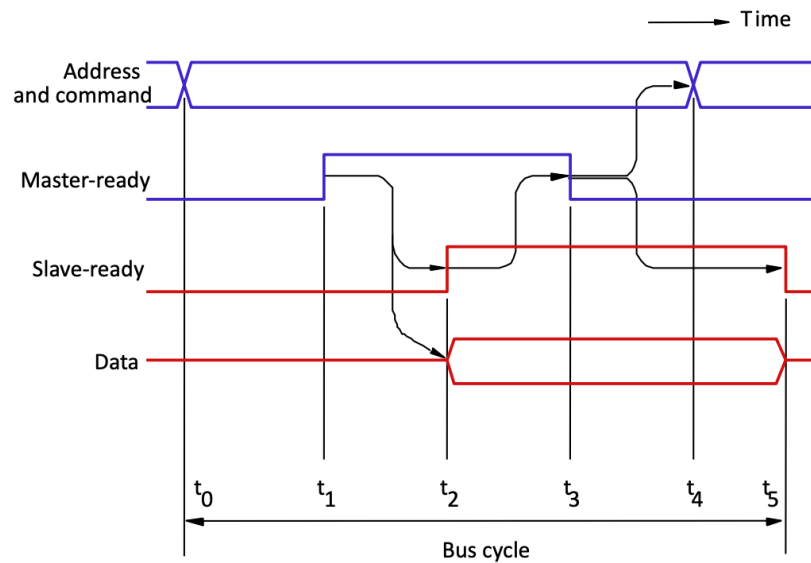 Time
Address
and command
Master-ready
Slave-ready
Data
t0 t1 t2 t3 t4 t5
Bus cycle